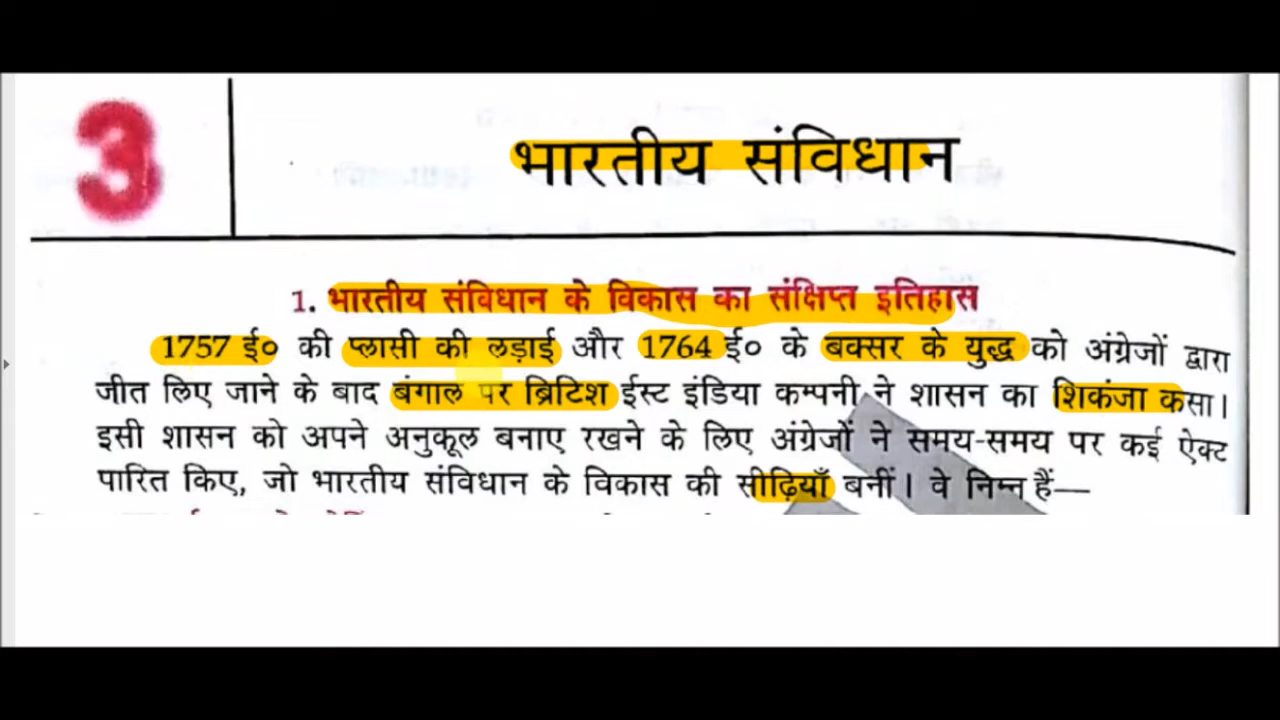 3
भारतीय संविधान
1. भारतीय संविधान के विकास का संक्षिप्त इतिहास
1757 ई० की प्लासी की लड़ाई और 1764 ई० के बक्सर के युद्ध को अंग्रेजों द्वारा
जीत लिए जाने के बाद बंगाल पर ब्रिटिश ईस्ट इंडिया कम्पनी ने शासन का शिकंजा कसा।
इसी शासन को अपने अनुकूल बनाए रखने के लिए अंग्रेजों ने समय-समय पर कई ऐक्ट
पारित किए, जो भारतीय संविधान के विकास की सीढ़ियाँ बनीं। वे निम्न हैं—